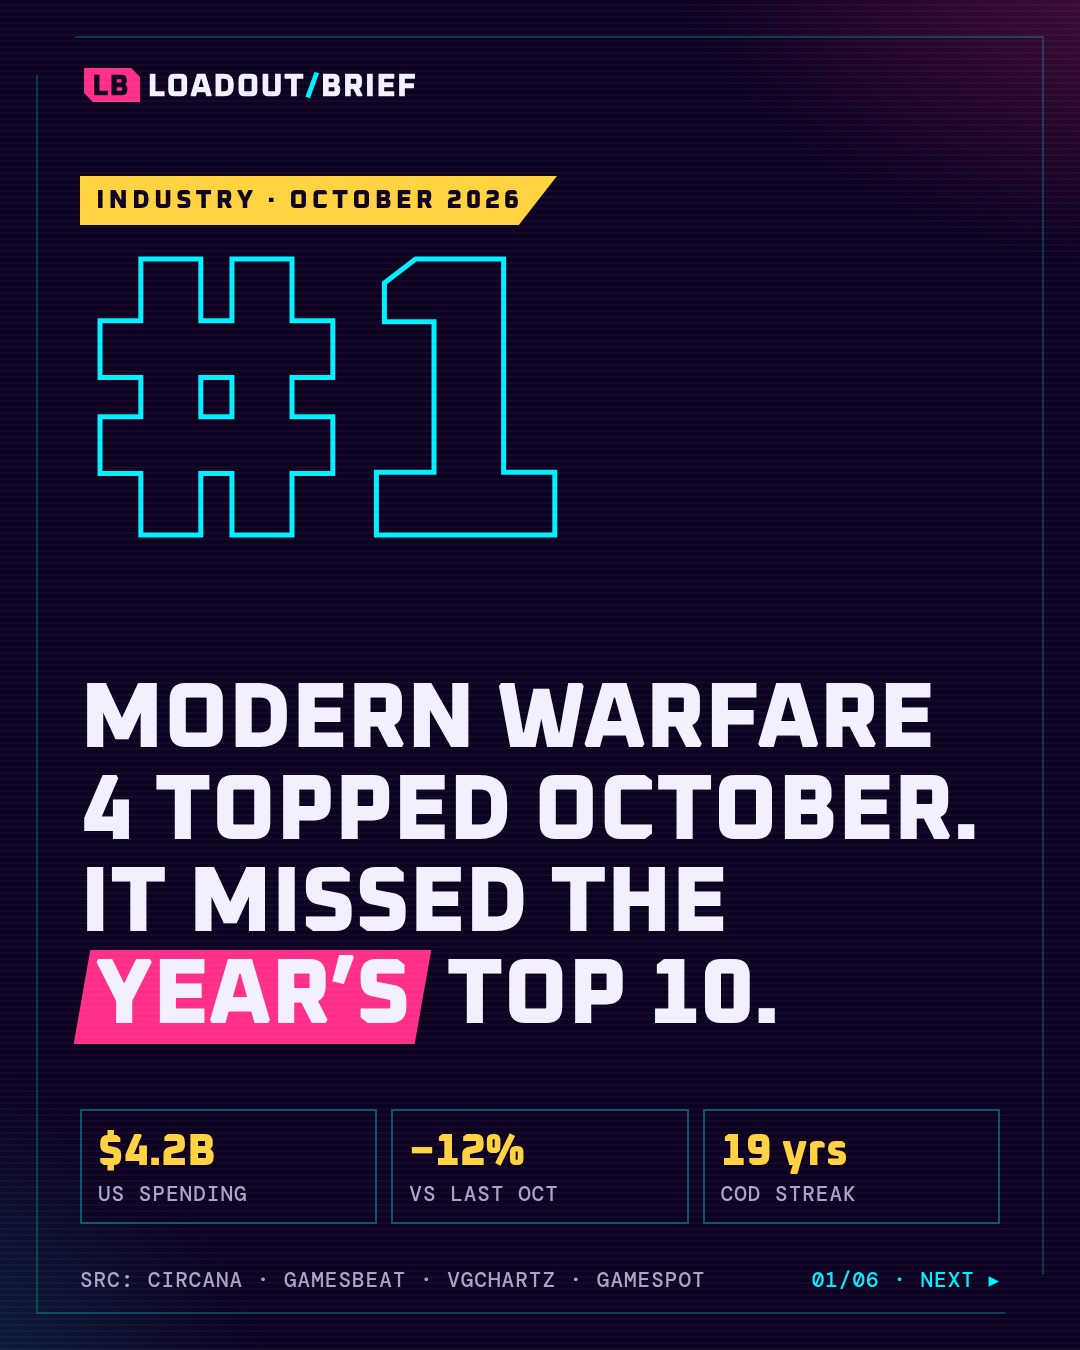 LB LOADOUT/BRIEF
INDUSTRY · OCTOBER 2026
#1
MODERN WARFARE
4 TOPPED OCTOBER.
IT MISSED THE
YEAR’S TOP 10.
$4.2B
US SPENDING
−12%
VS LAST OCT
19 yrs
COD STREAK
SRC: CIRCANA · GAMESBEAT · VGCHARTZ · GAMESPOT
01/06 · NEXT ▸